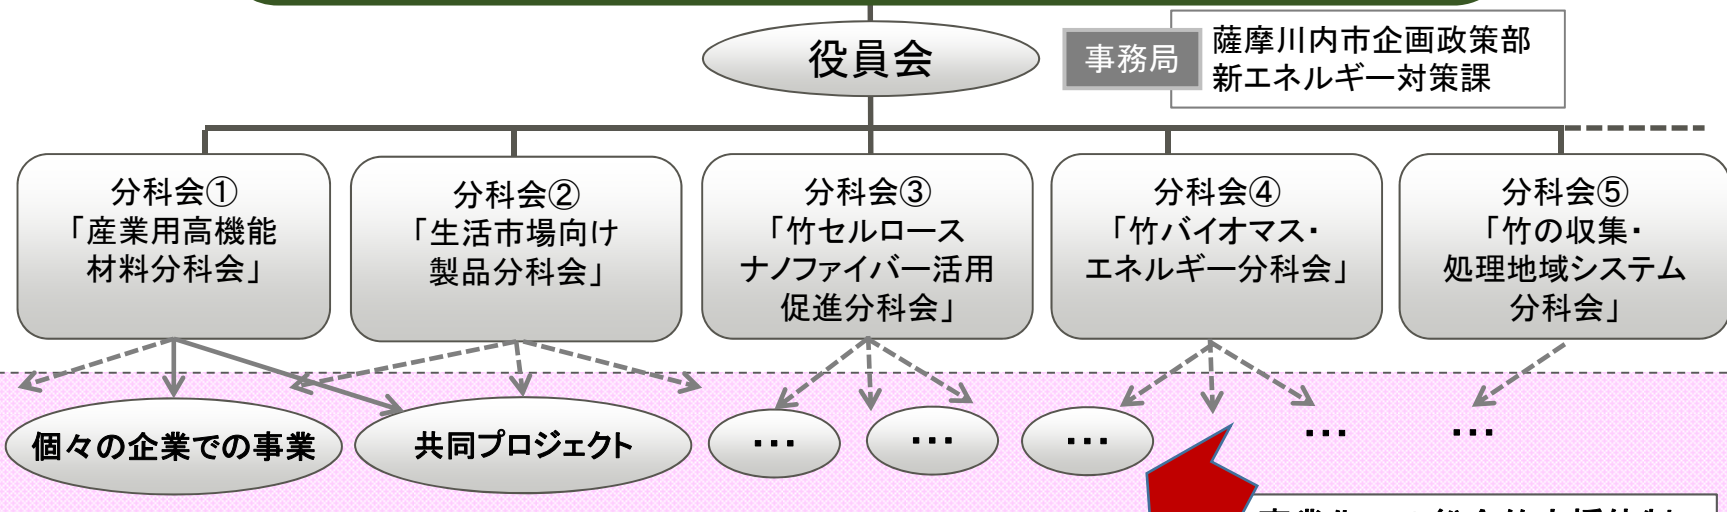 役員会
事務局
薩摩川内市企画政策部
新エネルギー対策課
分科会①
「産業用高機能
材料分科会」
分科会②
「生活市場向け
製品分科会」
分科会③
「竹セルロース
ナノファイバー活用
促進分科会」
分科会④
「竹バイオマス・
エネルギー分科会」
分科会⑤
「竹の収集・
処理地域システム
分科会」
個々の企業での事業
共同プロジェクト
…
…
…
…
…